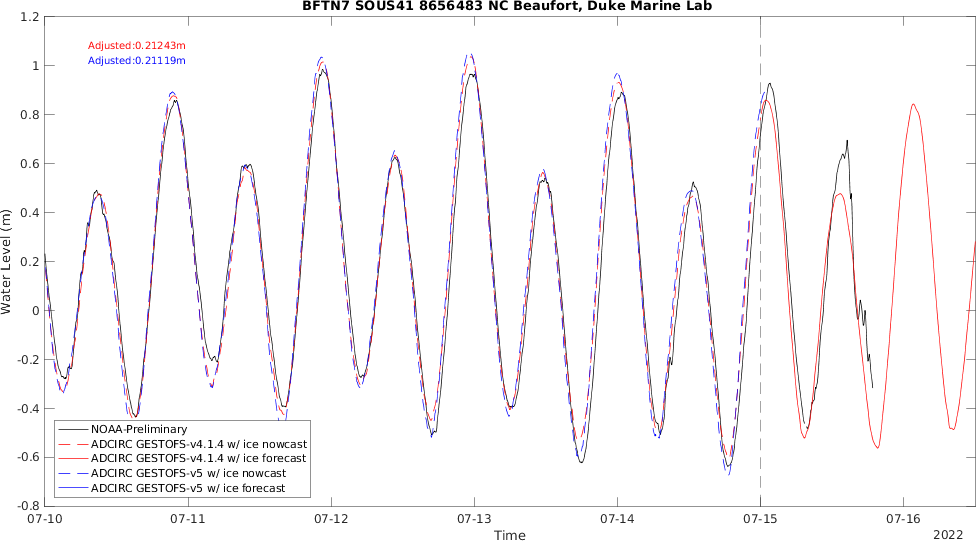 BFTN7 SOUS41 8656483 NC Beaufort, Duke Marine Lab
1.2
1
0.8
0.6
0.4
0.2
0
-0.2
-0.4
-0.6
-0.8
Water Level (m)
Adjusted:0.21243m
Adjusted:0.21119m
NOAA-Preliminary
ADCIRC GESTOFS-v4.1.4 w/ ice nowcast
ADCIRC GESTOFS-v4.1.4 w/ ice forecast
ADCIRC GESTOFS-v5 w/ ice nowcast
ADCIRC GESTOFS-v5 w/ ice forecast
07-10 07-11 07-12 07-13 07-14 07-15 07-16
Time
2022